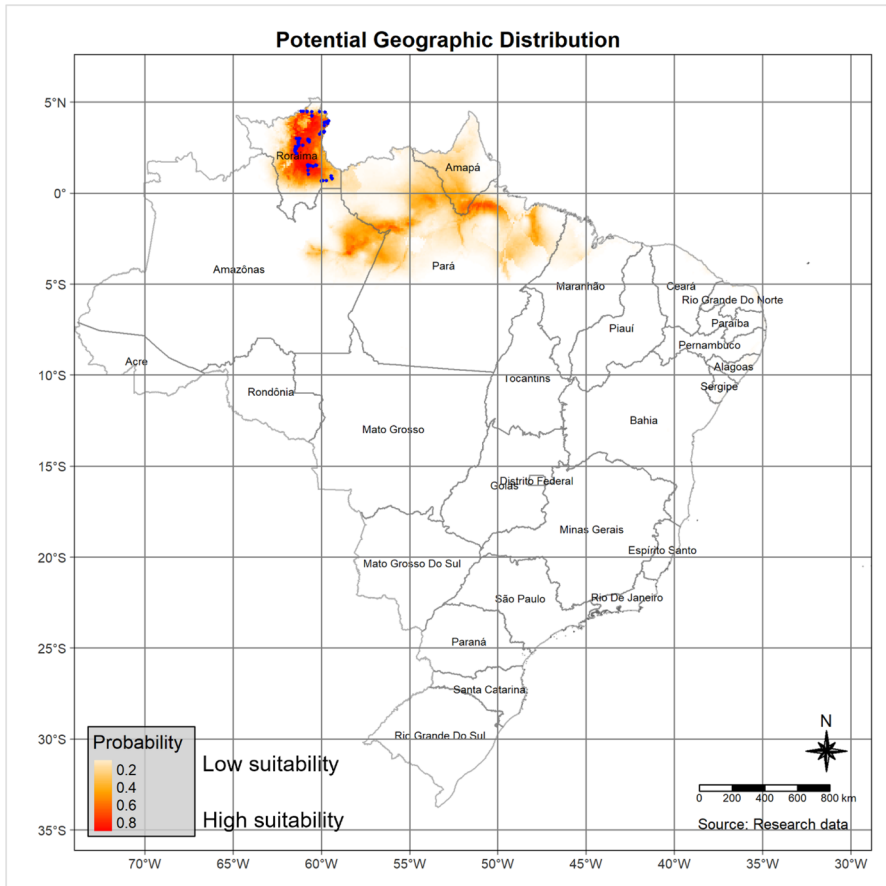 Potential Geographic Distribution
5°N
0°
5°S
10°S
15°S
20°S
25°S
30°S
35°S
Roraima
Amapá
Amazônas
Pará
Maranhão
Ceará
Rio Grande Do Norte
Piauí
Paraíba
Pernambuco
Acre
Alagoas
Tocantins
Sergipe
Rondônia
Bahia
Mato Grosso
Distrito Federal
Goiás
Minas Gerais
Espírito Santo
Mato Grosso Do Sul
São Paulo
Rio De Janeiro
Paraná
Santa Catarina
Rio Grande Do Sul
Probability
0.2
0.4
0.6
0.8
Low suitability
High suitability
N
0 200 400 600 800 km
Source: Research data
70°W 65°W 60°W 55°W 50°W 45°W 40°W 35°W 30°W